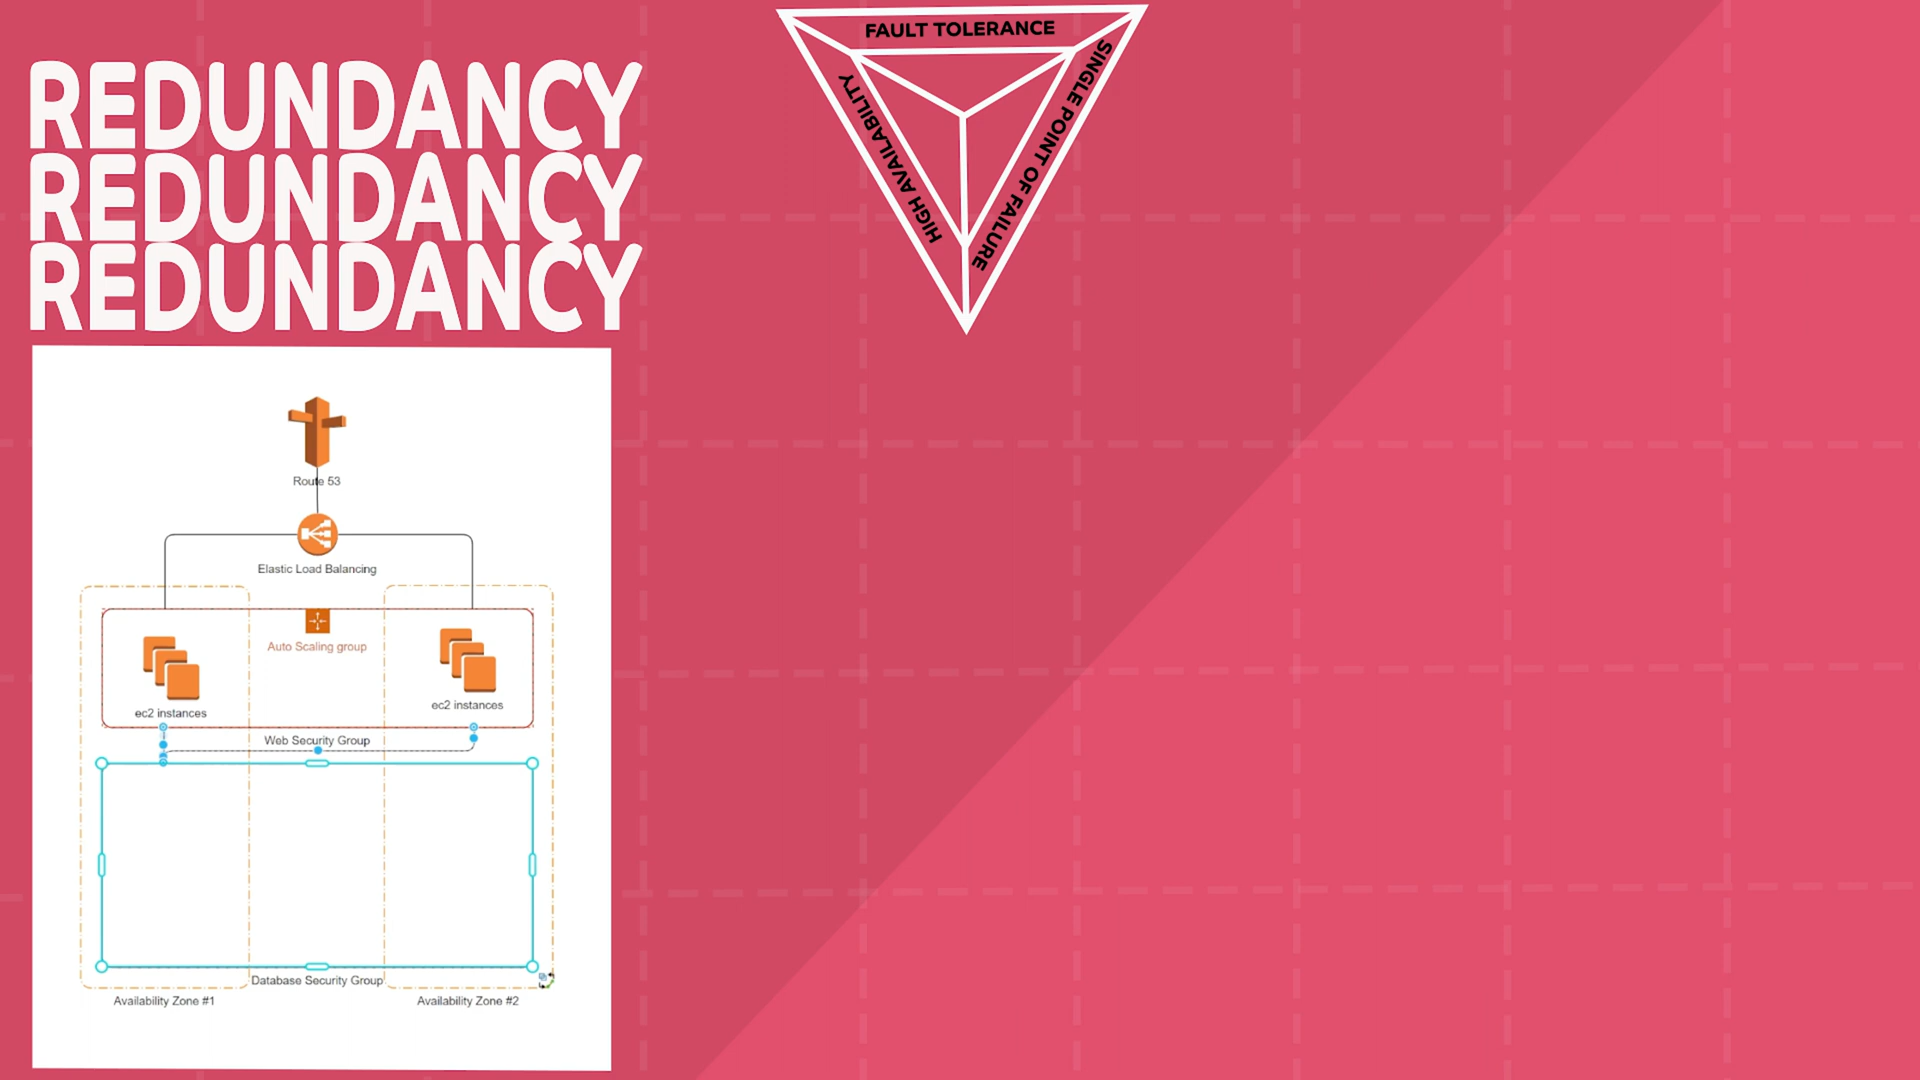 REDUNDANCY
REDUNDANCY
REDUNDANCY
FAULT TOLERANCE
HIGH AVAILABILITY
SINGLE POINT OF FAILURE
Route 53
Elastic Load Balancing
Auto Scaling group
ec2 instances
ec2 instances
Web Security Group
Database Security Group
Availability Zone #1
Availability Zone #2